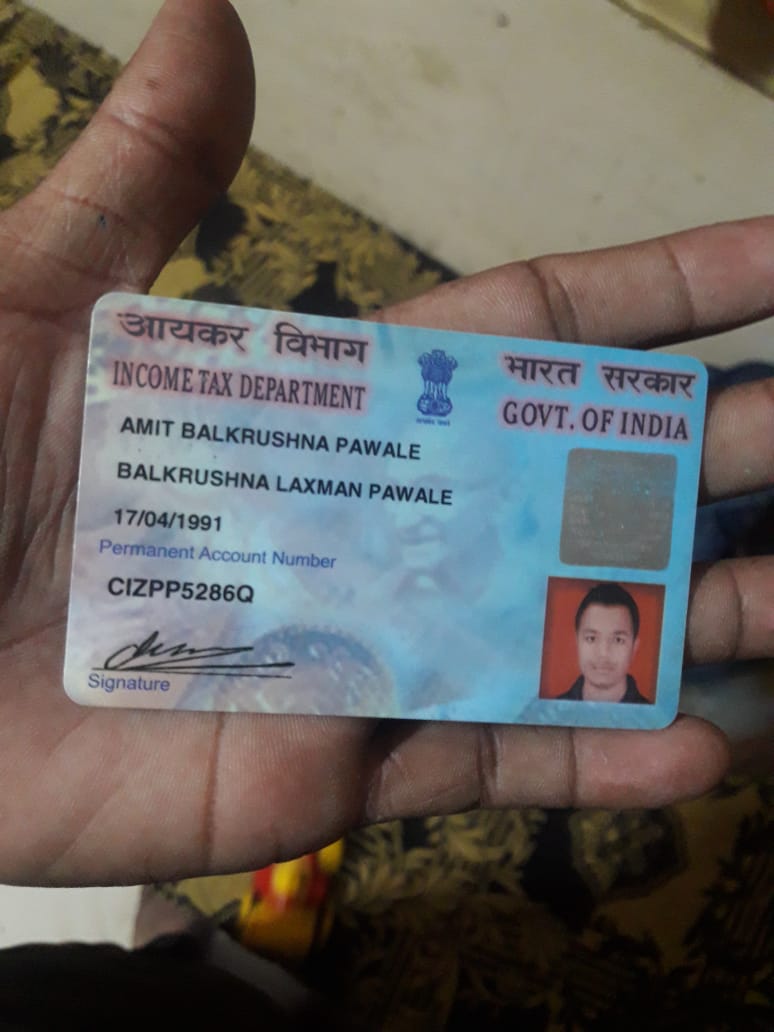 आयकर विभाग
INCOME TAX DEPARTMENT
भारत सरकार
GOVT. OF INDIA
AMIT BALKRUSHNA PAWALE
BALKRUSHNA LAXMAN PAWALE
17/04/1991
Permanent Account Number
CIZPP5286Q
Signature